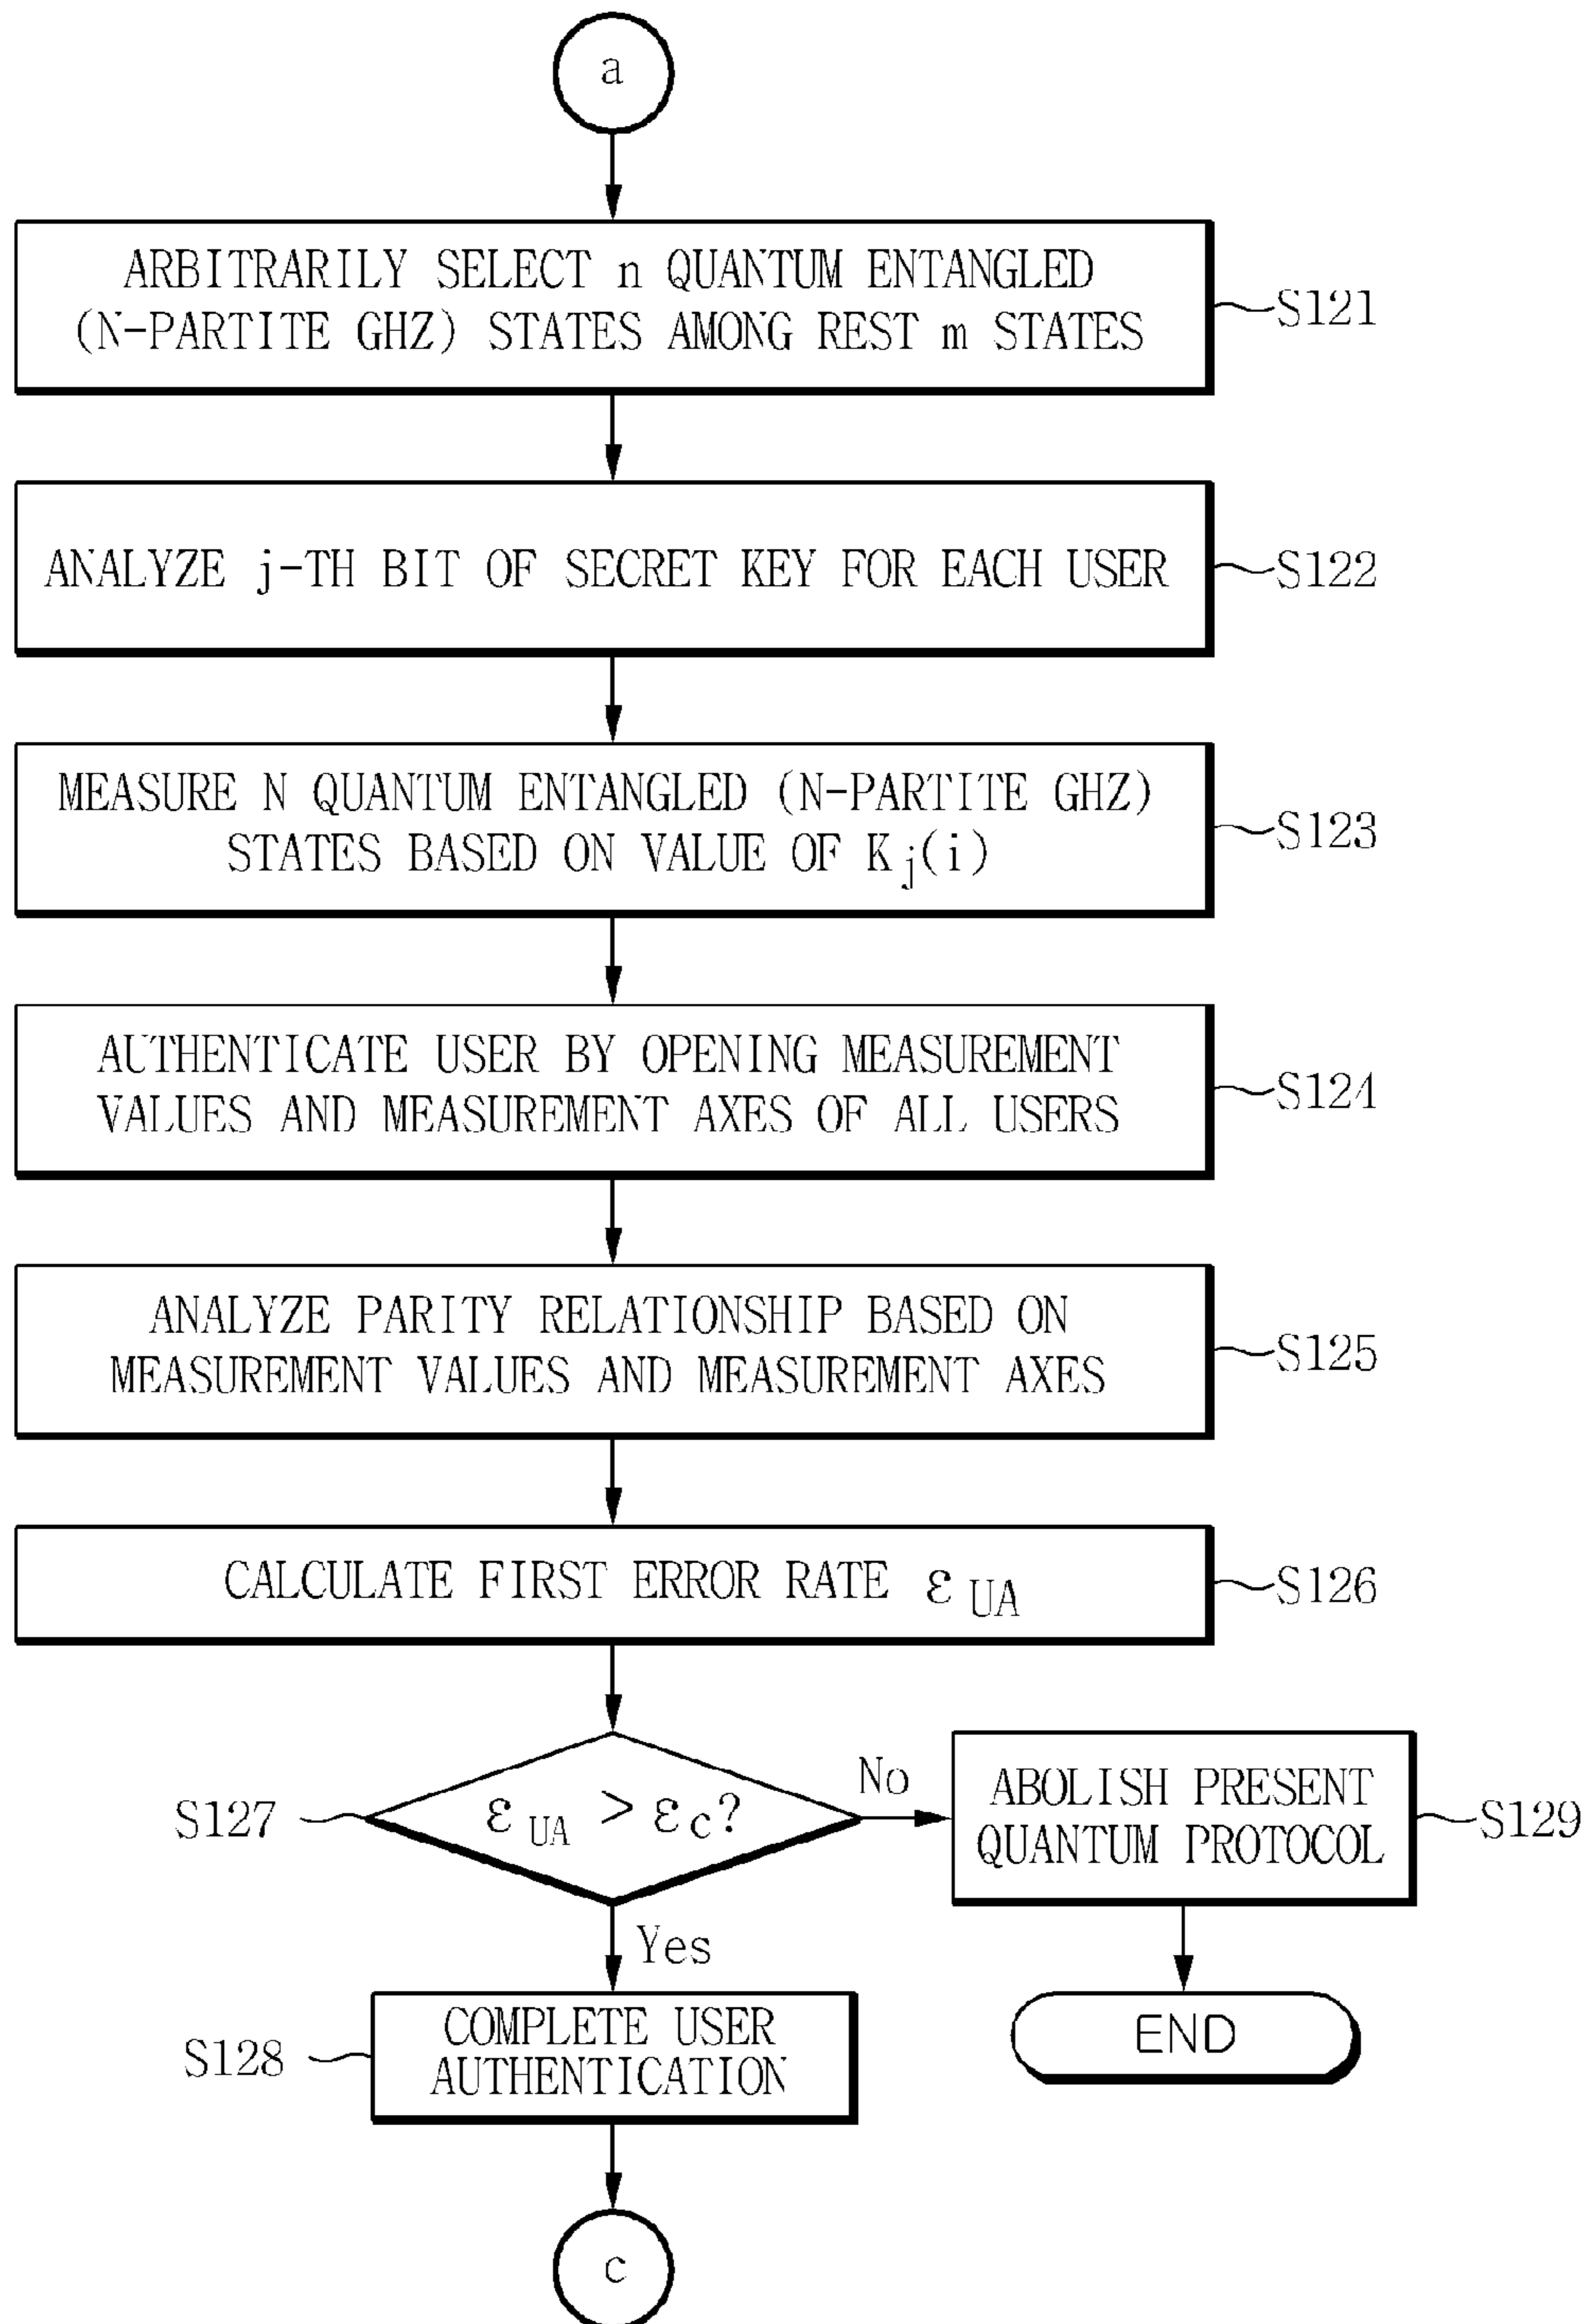 a
ARBITRARILY SELECT n QUANTUM ENTANGLED
(N-PARTITE GHZ) STATES AMONG REST m STATES
S121
ANALYZE j-TH BIT OF SECRET KEY FOR EACH USER
S122
MEASURE N QUANTUM ENTANGLED (N-PARTITE GHZ)
STATES BASED ON VALUE OF Kj(i)
S123
AUTHENTICATE USER BY OPENING MEASUREMENT
VALUES AND MEASUREMENT AXES OF ALL USERS
S124
ANALYZE PARITY RELATIONSHIP BASED ON
MEASUREMENT VALUES AND MEASUREMENT AXES
S125
CALCULATE FIRST ERROR RATE ε UA
S126
S127
ε UA > εc?
No
ABOLISH PRESENT
QUANTUM PROTOCOL
S129
Yes
S128
COMPLETE USER
AUTHENTICATION
END
c